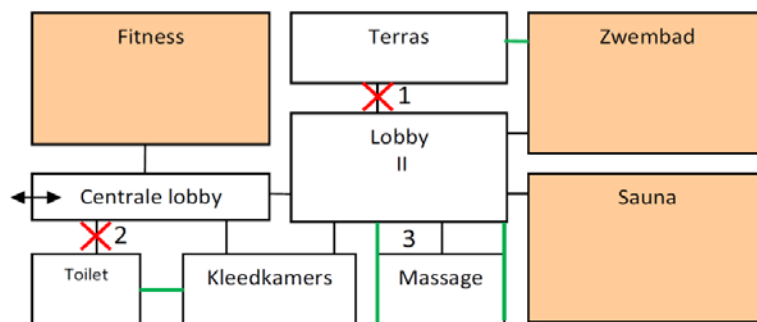 Fitness
Terras
Zwembad
1
Lobby
II
Centrale lobby
Sauna
2
3
Toilet
Kleedkamers
Massage